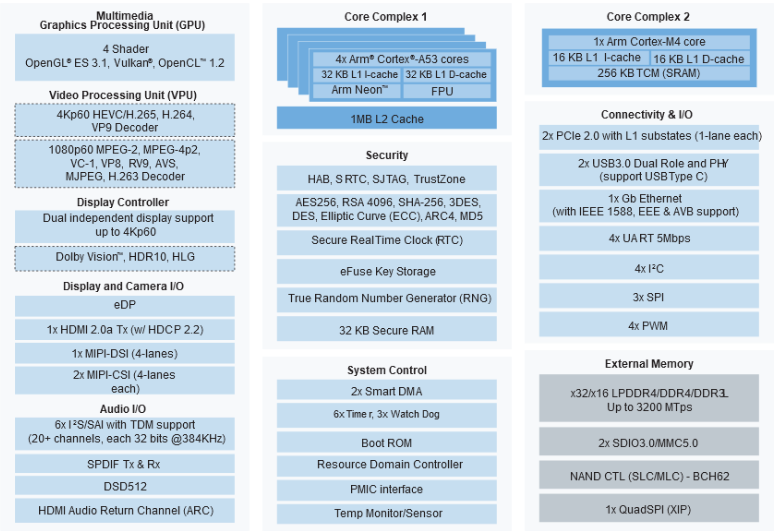 Multimedia
Graphics Processing Unit (GPU)
4 Shader
OpenGL® ES 3.1, Vulkan®, OpenCL™ 1.2
Video Processing Unit (VPU)
4Kp60 HEVC/H.265, H.264,
VP9 Decoder
1080p60 MPEG-2, MPEG-4p2,
VC-1, VP8, RV9, AVS,
MJPEG, H.263 Decoder
Display Controller
Dual independent display support
up to 4Kp60
Dolby Vision™, HDR10, HLG
Display and Camera I/O
eDP
1x HDMI 2.0a Tx (w/ HDCP 2.2)
1x MIPI-DSI (4-lanes)
2x MIPI-CSI (4-lanes
each)
Audio I/O
6x I²S/SAI with TDM support
(20+ channels, each 32 bits @384KHz)
SPDIF Tx & Rx
DSD512
HDMI Audio Return Channel (ARC)
Core Complex 1
4x Arm® Cortex®-A53 cores
32 KB L1 I-cache 32 KB L1 D-cache
Arm Neon™ FPU
1MB L2 Cache
Security
HAB, SRTC, SJTAG, TrustZone
AES256, RSA 4096, SHA-256, 3DES,
DES, Elliptic Curve (ECC), ARC4, MD5
Secure RealTime Clock (RTC)
eFuse Key Storage
True Random Number Generator (RNG)
32 KB Secure RAM
System Control
2x Smart DMA
6x Timer, 3x Watch Dog
Boot ROM
Resource Domain Controller
PMIC interface
Temp Monitor/Sensor
Core Complex 2
1x Arm Cortex-M4 core
16 KB L1 I-cache 16 KB L1 D-cache
256 KB TCM (SRAM)
Connectivity & I/O
2x PCIe 2.0 with L1 substates (1-lane each)
2x USB3.0 Dual Role and PHY
(support USB Type C)
1x Gb Ethernet
(with IEEE 1588, EEE & AVB support)
4x UART 5Mbps
4x I²C
3x SPI
4x PWM
External Memory
x32/x16 LPDDR4/DDR4/DDR3L
Up to 3200 MTps
2x SDIO3.0/MMC5.0
NAND CTL (SLC/MLC) - BCH62
1x QuadSPI (XIP)